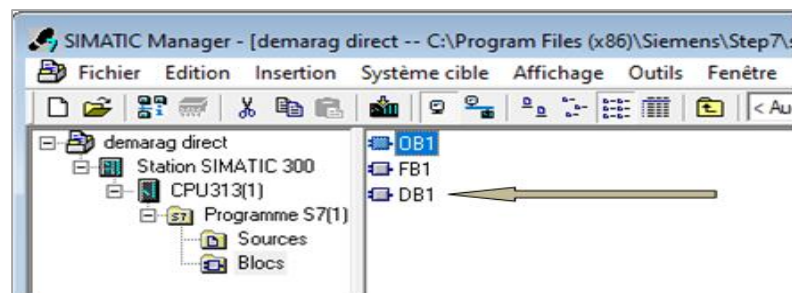 SIMATIC Manager - [demarag direct -- C:\Program Files (x86)\Siemens\Step7\
Fichier Edition Insertion Système cible Affichage Outils Fenêtre
< Au
demarag direct
Station SIMATIC 300
CPU313(1)
S7 Programme S7(1)
Sources
Blocs
OB1
FB1
DB1